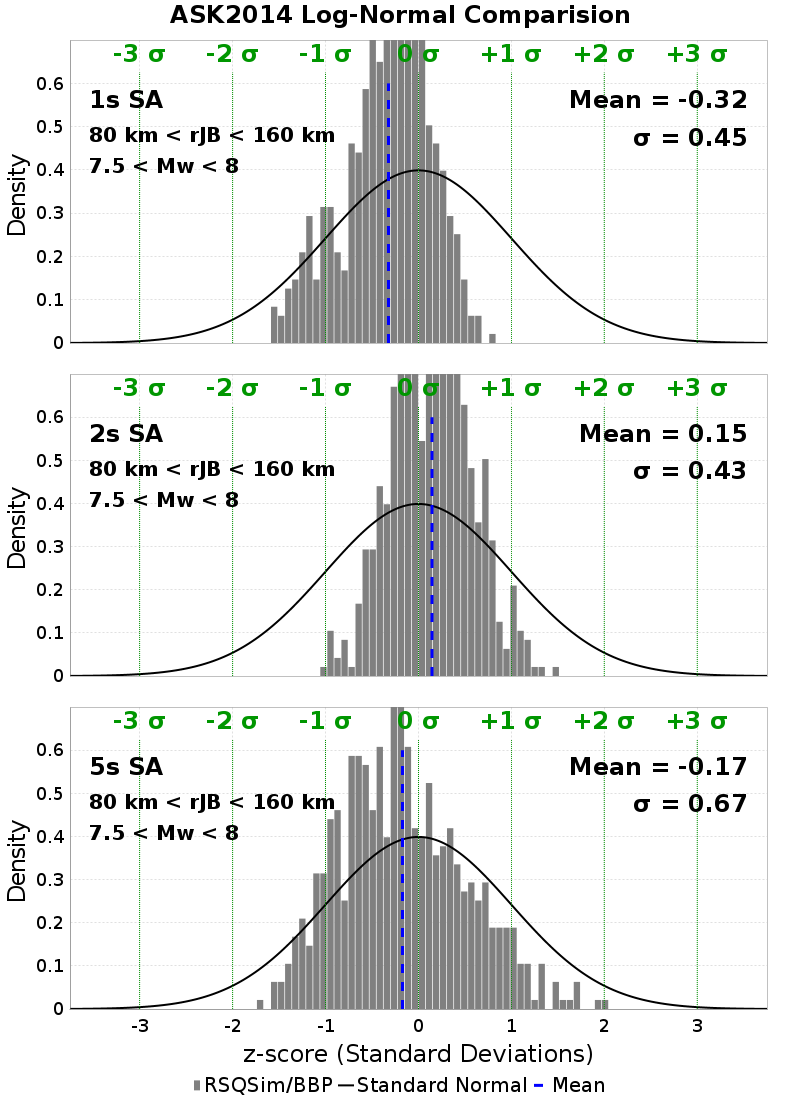 ASK2014 Log-Normal Comparision
-3 σ -2 σ -1 σ 0 σ +1 σ +2 σ +3 σ
1s SA
80 km < rJB < 160 km
7.5 < Mw < 8
Mean = -0.32
σ = 0.45
Density
0.6
0.5
0.4
0.3
0.2
0.1
0
-3 σ -2 σ -1 σ 0 σ +1 σ +2 σ +3 σ
2s SA
80 km < rJB < 160 km
7.5 < Mw < 8
Mean = 0.15
σ = 0.43
Density
0.6
0.5
0.4
0.3
0.2
0.1
0
-3 σ -2 σ -1 σ 0 σ +1 σ +2 σ +3 σ
5s SA
80 km < rJB < 160 km
7.5 < Mw < 8
Mean = -0.17
σ = 0.67
Density
0.6
0.5
0.4
0.3
0.2
0.1
0
-3 -2 -1 0 1 2 3
z-score (Standard Deviations)
RSQSim/BBP Standard Normal Mean